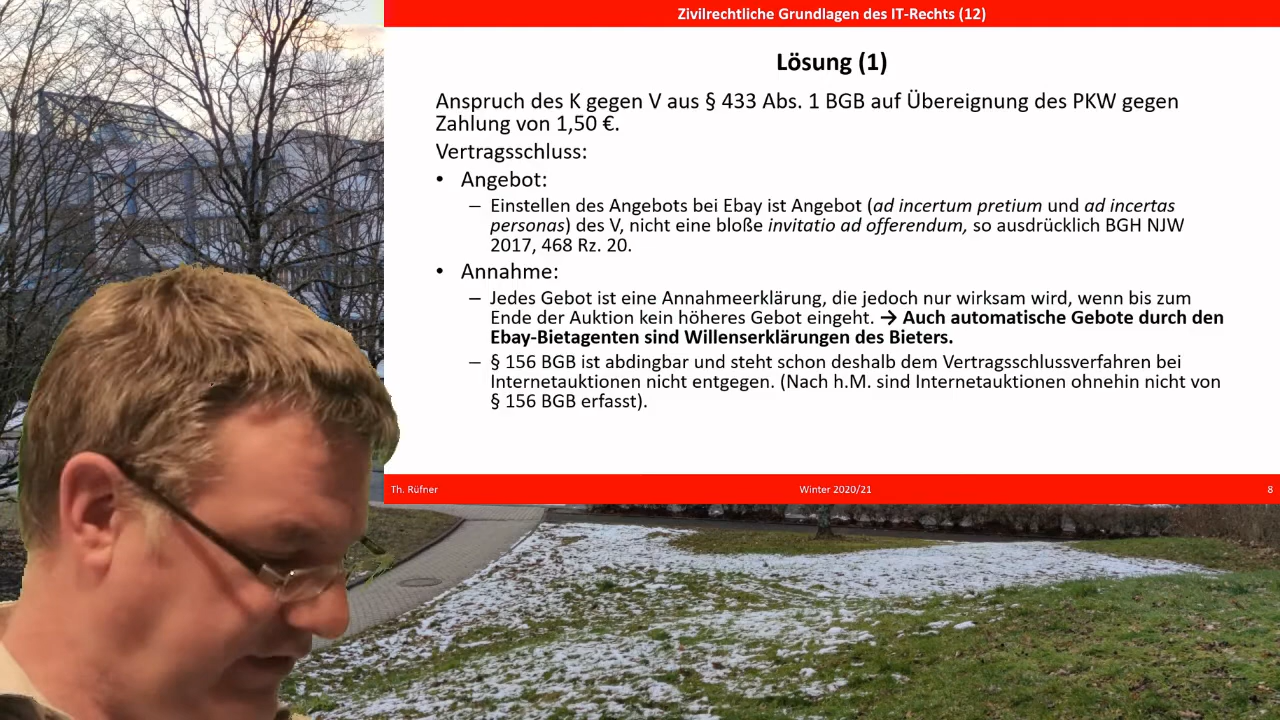 Zivilrechtliche Grundlagen des IT-Rechts (12)
Lösung (1)
Anspruch des K gegen V aus § 433 Abs. 1 BGB auf Übereignung des PKW gegen
Zahlung von 1,50 €.
Vertragsschluss:
• Angebot:
– Einstellen des Angebots bei Ebay ist Angebot (ad incertum pretium und ad incertas
personas) des V, nicht eine bloße invitatio ad offerendum, so ausdrücklich BGH NJW
2017, 468 Rz. 20.
• Annahme:
– Jedes Gebot ist eine Annahmeerklärung, die jedoch nur wirksam wird, wenn bis zum
Ende der Auktion kein höheres Gebot eingeht. → Auch automatische Gebote durch den
Ebay-Bietagenten sind Willenserklärungen des Bieters.
– § 156 BGB ist abdingbar und steht schon deshalb dem Vertragsschlussverfahren bei
Internetauktionen nicht entgegen. (Nach h.M. sind Internetauktionen ohnehin nicht von
§ 156 BGB erfasst).
Th. Rüfner
Winter 2020/21
8